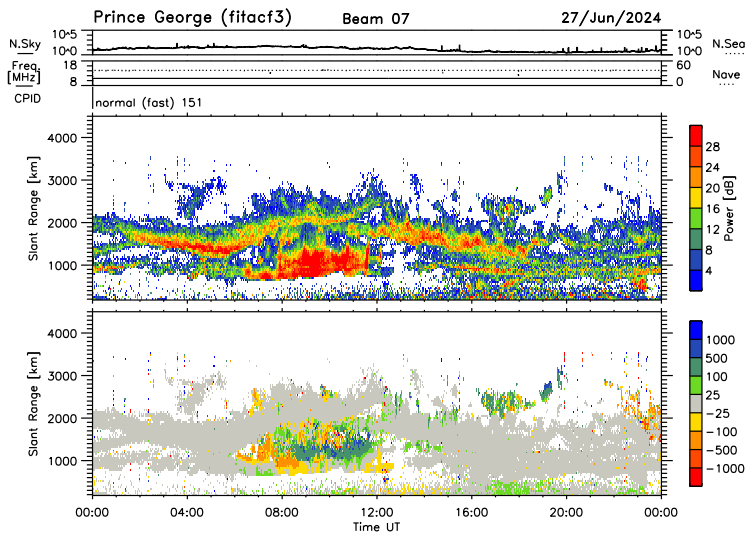 Prince George (fitacf3) Beam 07 27/Jun/2024
N.Sky 10^5 10^0 10^5 10^0 N.Sea
Freq. [MHz] 18 8 60 0 Nave
CPID normal (fast) 151
Slant Range [km] 4000 3000 2000 1000
Power [dB] 28 24 20 16 12 8 4
Slant Range [km] 4000 3000 2000 1000
1000 500 100 25 -25 -100 -500 -1000
00:00 04:00 08:00 12:00 16:00 20:00 00:00
Time UT